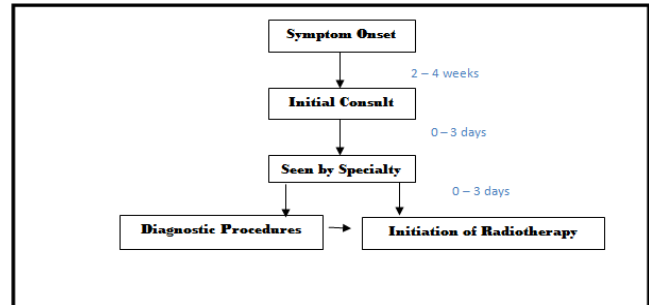 Symptom Onset
2 – 4 weeks
Initial Consult
0 – 3 days
Seen by Specialty
0 – 3 days
Diagnostic Procedures
Initiation of Radiotherapy